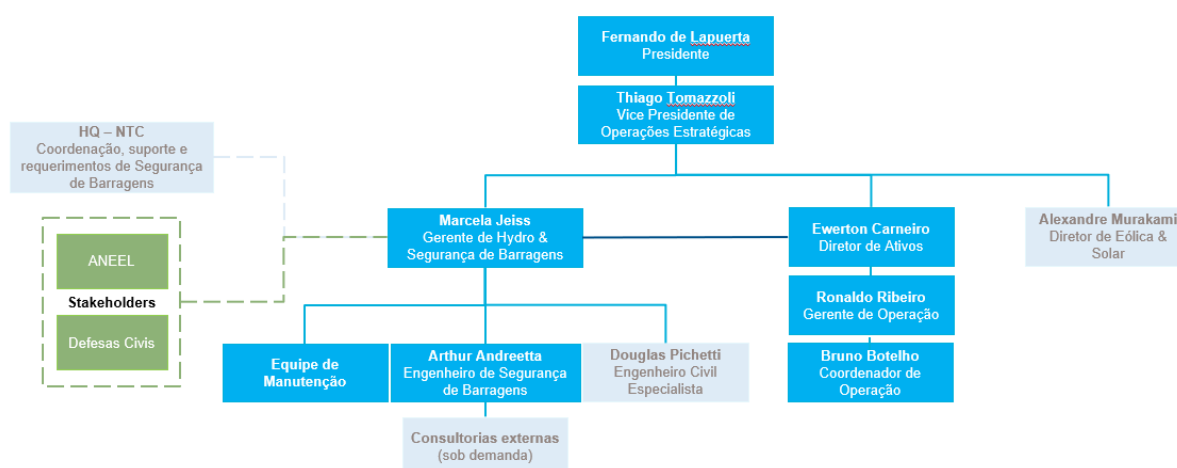 Fernando de Lapuerta
Presidente
Thiago Tomazzoli
Vice Presidente de
Operações Estratégicas
HQ – NTC
Coordenação, suporte e
requerimentos de Segurança
de Barragens
Marcela Jeiss
Gerente de Hydro &
Segurança de Barragens
Ewerton Carneiro
Diretor de Ativos
Alexandre Murakami
Diretor de Eólica &
Solar
ANEEL
Stakeholders
Defesas Civis
Ronaldo Ribeiro
Gerente de Operação
Equipe de
Manutenção
Arthur Andreetta
Engenheiro de Segurança
de Barragens
Douglas Pichetti
Engenheiro Civil
Especialista
Bruno Botelho
Coordenador de
Operação
Consultorias externas
(sob demanda)